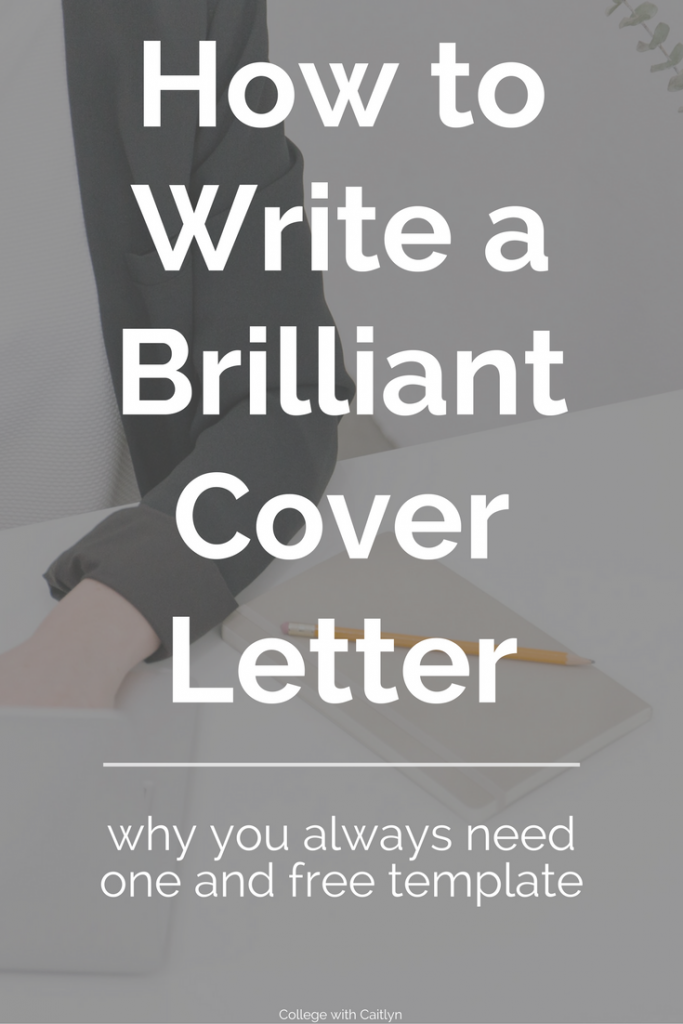 How to
Write a
Brilliant
Cover
Letter
why you always need
one and free template
College with Caitlyn